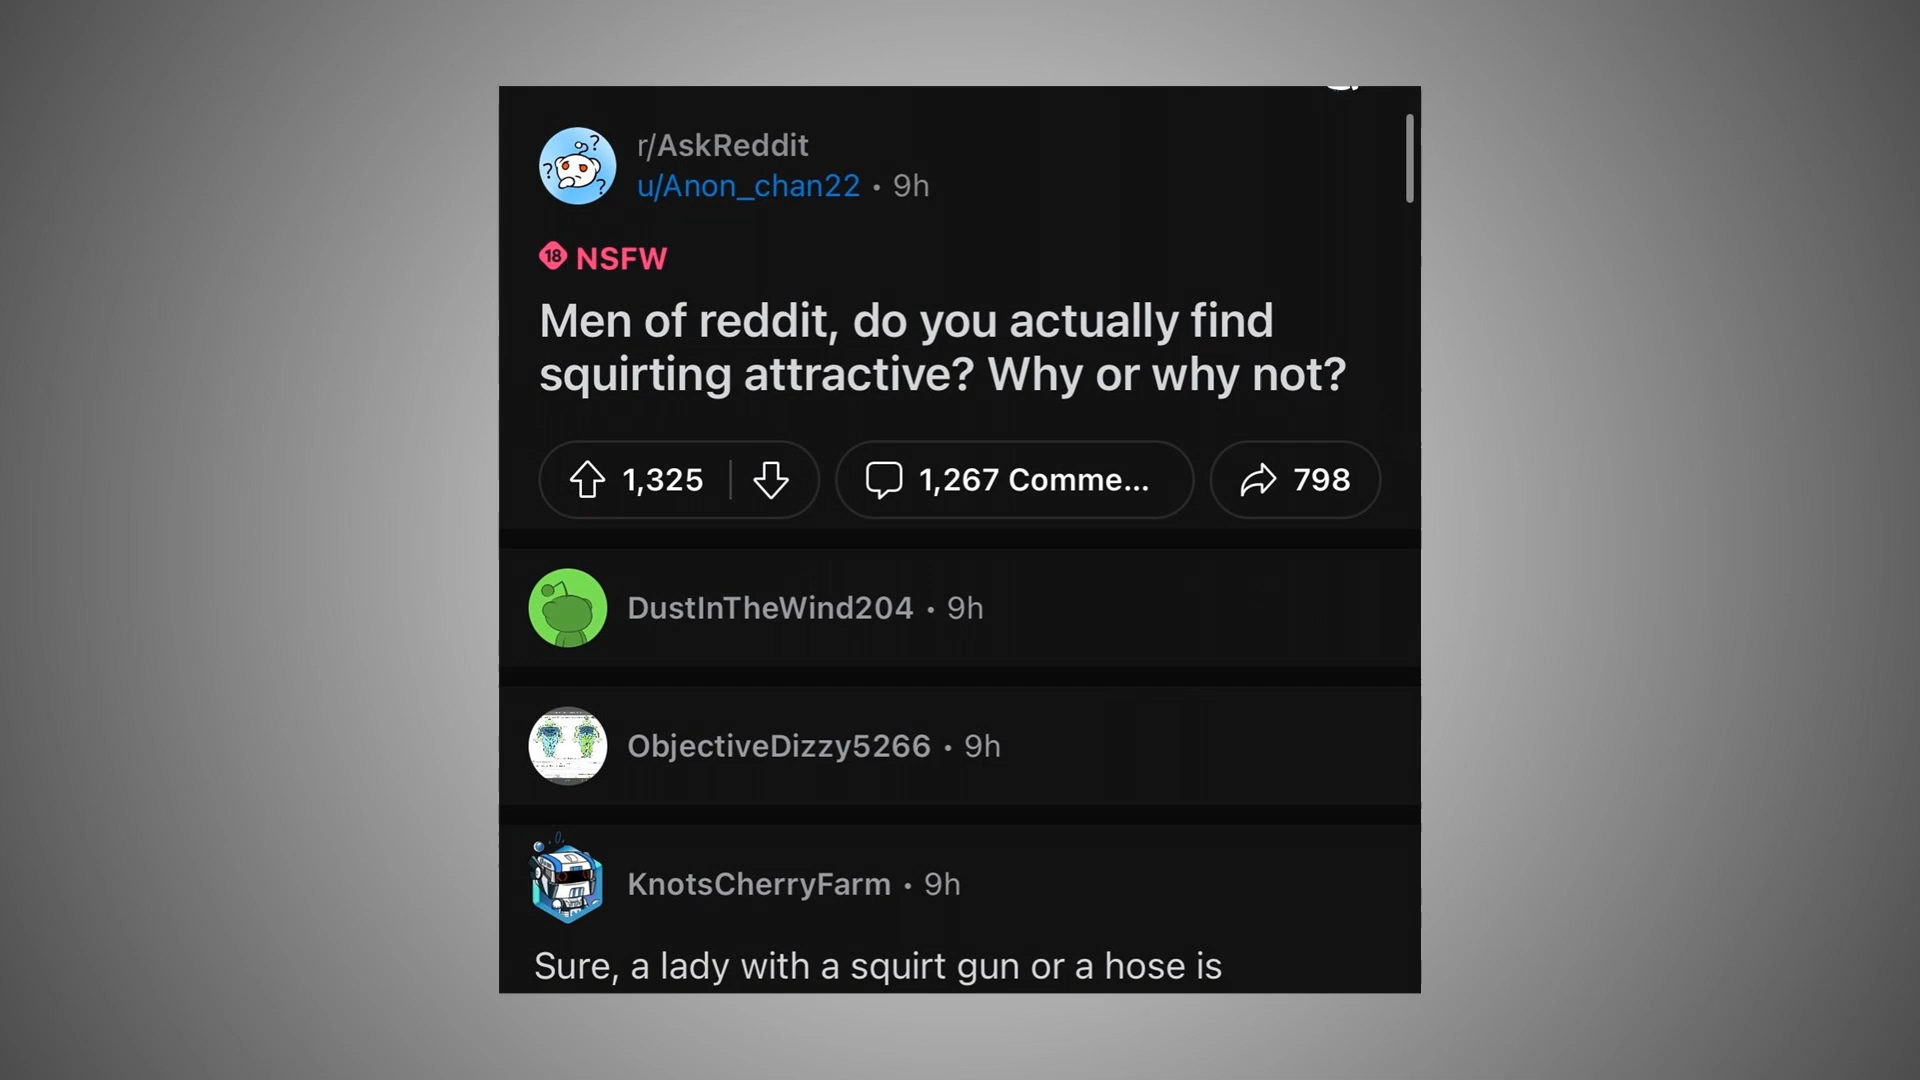 r/AskReddit
u/Anon_chan22 • 9h
18 NSFW
Men of reddit, do you actually find
squirting attractive? Why or why not?
1,325 1,267 Comme... 798
DustInTheWind204 • 9h
ObjectiveDizzy5266 • 9h
KnotsCherryFarm • 9h
Sure, a lady with a squirt gun or a hose is